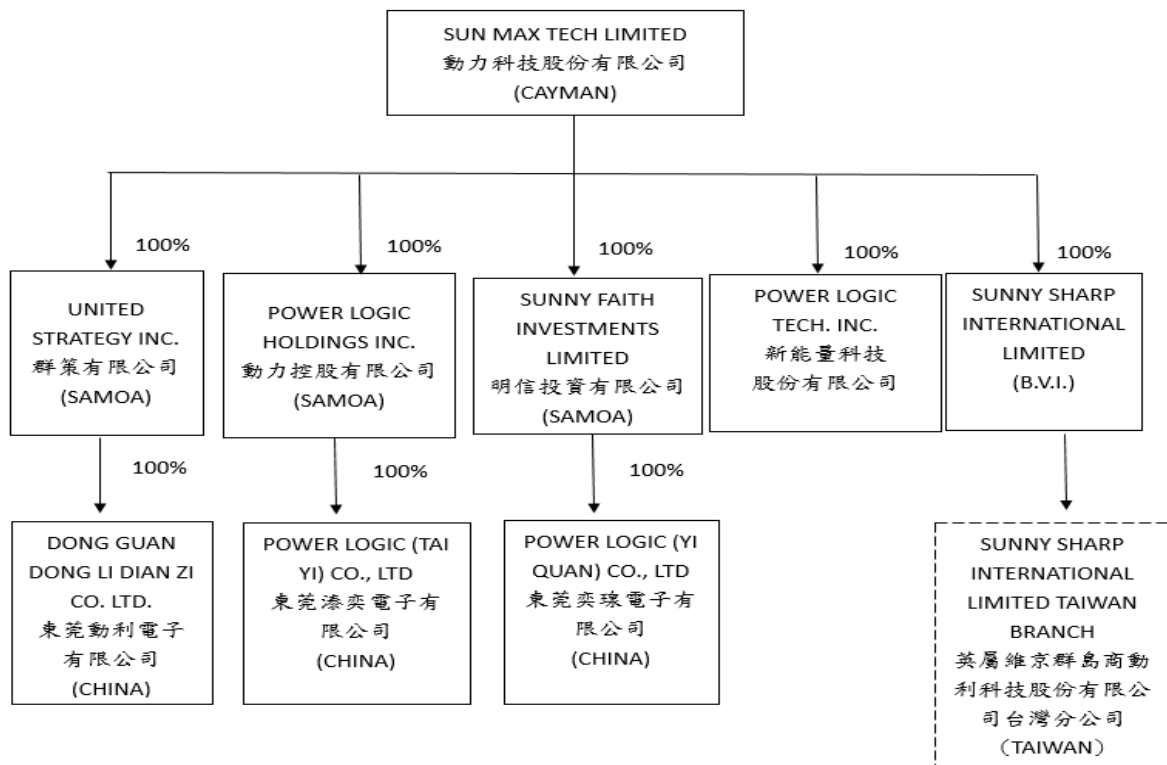 SUN MAX TECH LIMITED
動力科技股份有限公司
(CAYMAN)
100%
100%
100%
100%
100%
UNITED
STRATEGY INC.
群策有限公司
(SAMOA)
POWER LOGIC
HOLDINGS INC.
動力控股有限公司
(SAMOA)
SUNNY FAITH
INVESTMENTS
LIMITED
明信投資有限公司
(SAMOA)
POWER LOGIC
TECH. INC.
新能量科技
股份有限公司
SUNNY SHARP
INTERNATIONAL
LIMITED
(B.V.I.)
100%
100%
100%
DONG GUAN
DONG LI DIAN ZI
CO. LTD.
東莞動利電子
有限公司
(CHINA)
POWER LOGIC (TAI
YI) CO., LTD
東莞漆奕電子有
限公司
(CHINA)
POWER LOGIC (YI
QUAN) CO., LTD
東莞奕瑔電子有
限公司
(CHINA)
SUNNY SHARP
INTERNATIONAL
LIMITED TAIWAN
BRANCH
英屬維京群島商動
利科技股份有限公
司台灣分公司
(TAIWAN)